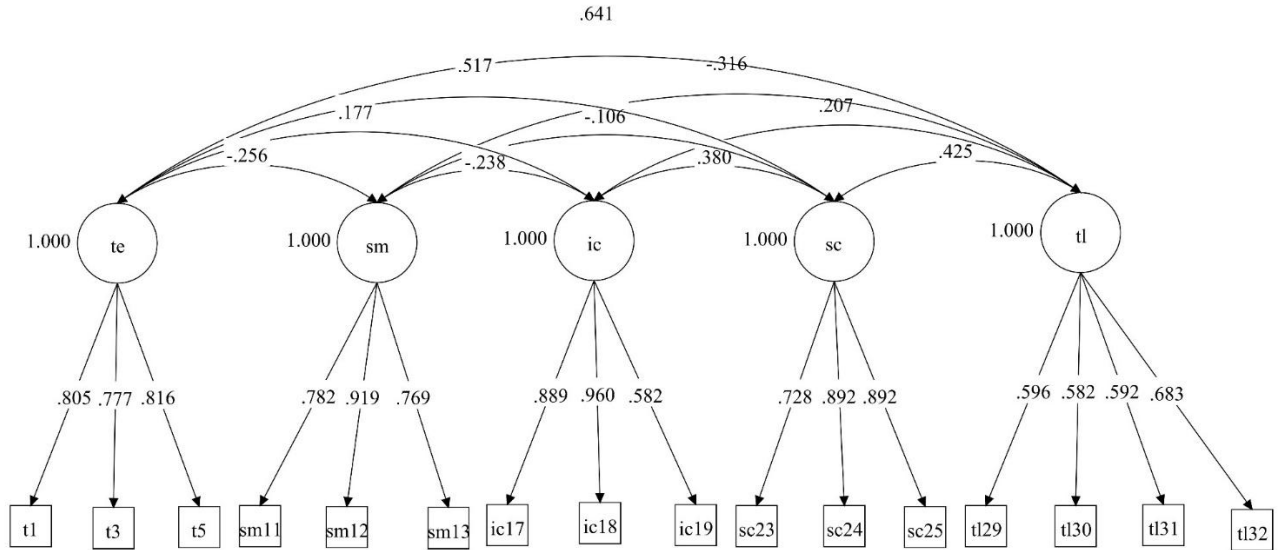 .641
.517 -.316
.177 -.106 .207
-.256 -.238 .380 .425
1.000 te 1.000 sm 1.000 ic 1.000 sc 1.000 tl
.805 .777 .816 .782 .919 .769 .889 .960 .582 .728 .892 .892 .596 .582 .592 .683
t1 t3 t5 sm11 sm12 sm13 ic17 ic18 ic19 sc23 sc24 sc25 tl29 tl30 tl31 tl32